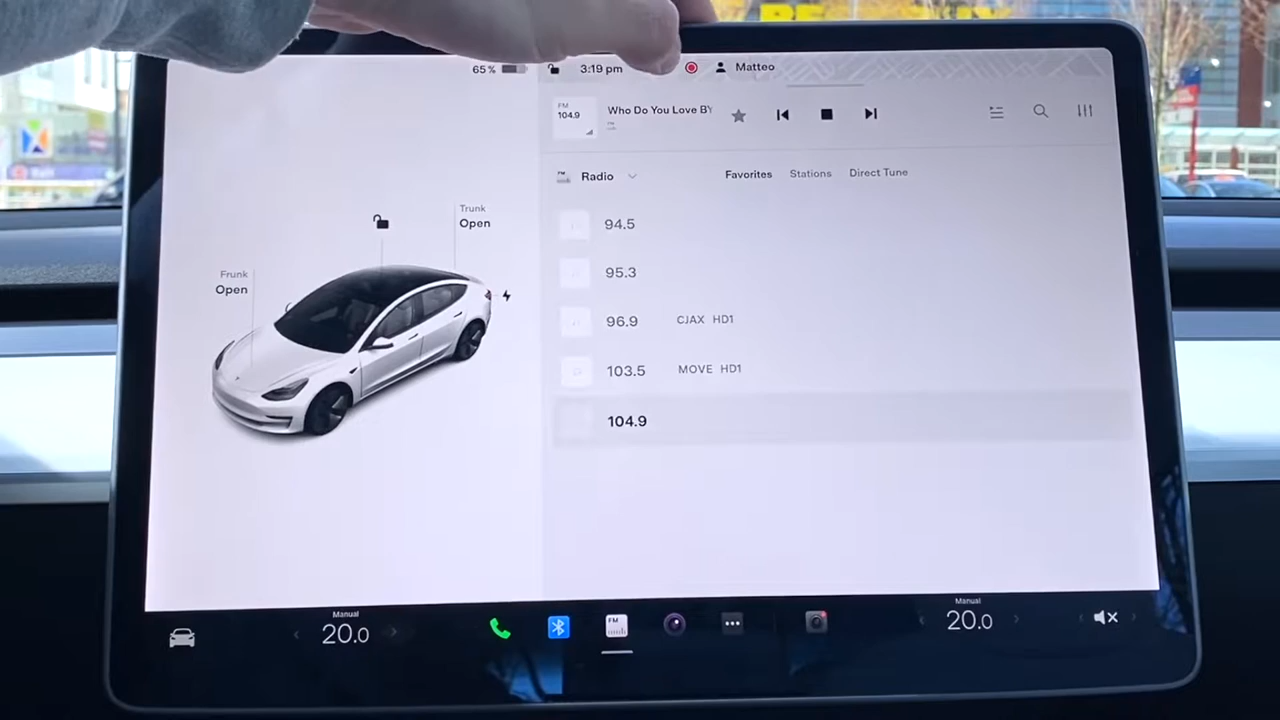 65%
3:19 pm
Matteo
FM
104.9
Who Do You Love BY
FM
Radio
Favorites
Stations
Direct Tune
Trunk
Open
Frunk
Open
94.5
95.3
96.9
CJAX HD1
103.5
MOVE HD1
104.9
Manual
20.0
FM
Manual
20.0